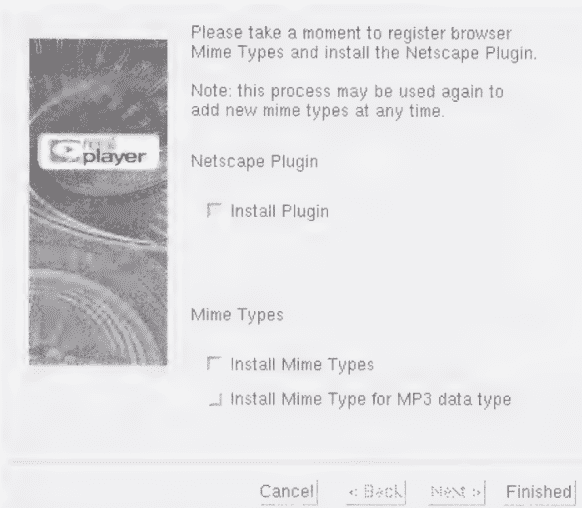 Please take a moment to register browser
Mime Types and install the Netscape Plugin.
Note: this process may be used again to
add new mime types at any time.
real
player
Netscape Plugin
Install Plugin
Mime Types
Install Mime Types
Install Mime Type for MP3 data type
Cancel < Back Next > Finished